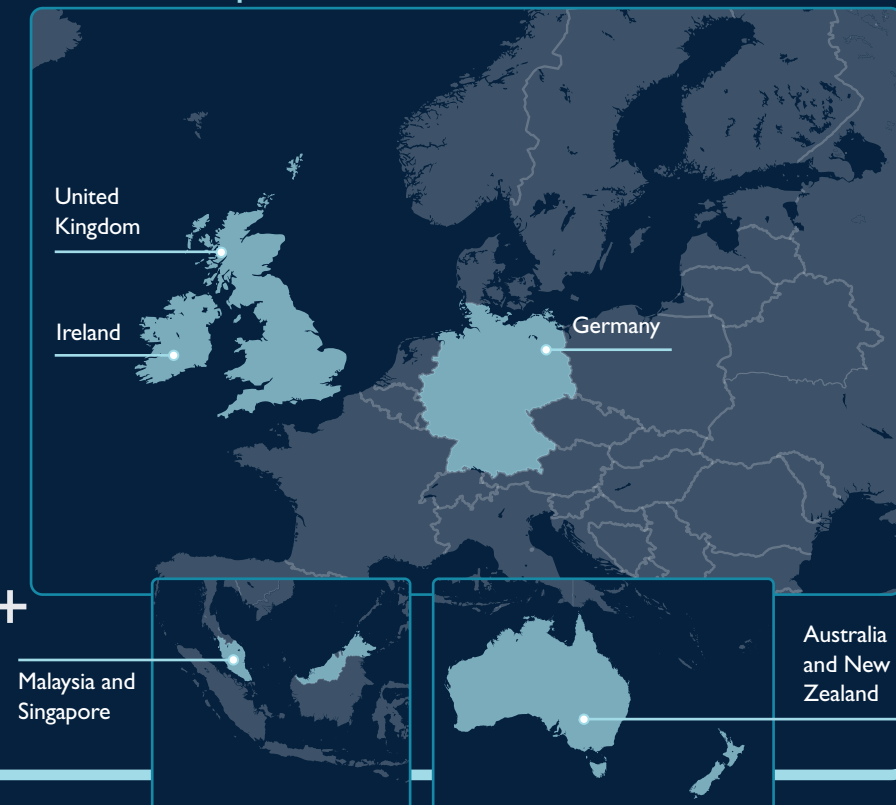 United
Kingdom
Ireland
Germany
+
Malaysia and
Singapore
Australia
and New
Zealand